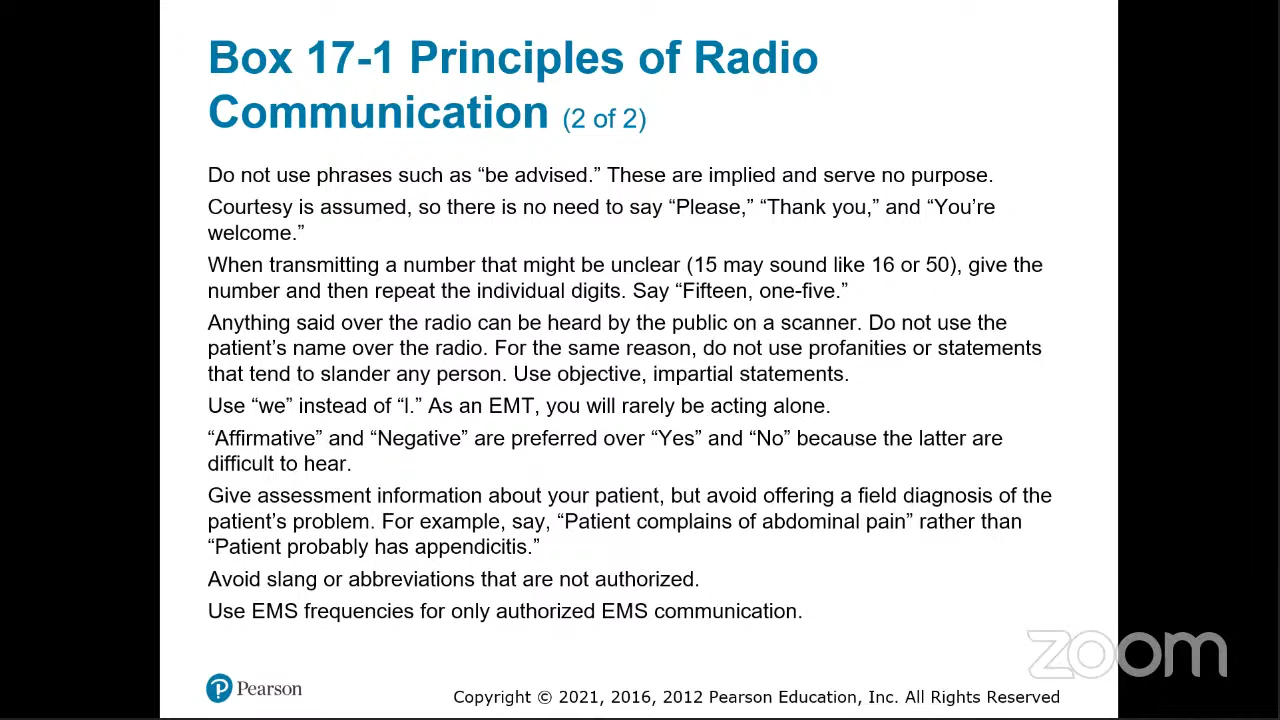 Box 17-1 Principles of Radio
Communication (2 of 2)
Do not use phrases such as “be advised.” These are implied and serve no purpose.
Courtesy is assumed, so there is no need to say “Please,” “Thank you,” and “You’re
welcome.”
When transmitting a number that might be unclear (15 may sound like 16 or 50), give the
number and then repeat the individual digits. Say “Fifteen, one-five.”
Anything said over the radio can be heard by the public on a scanner. Do not use the
patient’s name over the radio. For the same reason, do not use profanities or statements
that tend to slander any person. Use objective, impartial statements.
Use “we” instead of “I.” As an EMT, you will rarely be acting alone.
“Affirmative” and “Negative” are preferred over “Yes” and “No” because the latter are
difficult to hear.
Give assessment information about your patient, but avoid offering a field diagnosis of the
patient’s problem. For example, say, “Patient complains of abdominal pain” rather than
“Patient probably has appendicitis.”
Avoid slang or abbreviations that are not authorized.
Use EMS frequencies for only authorized EMS communication.
zoom
P Pearson
Copyright © 2021, 2016, 2012 Pearson Education, Inc. All Rights Reserved